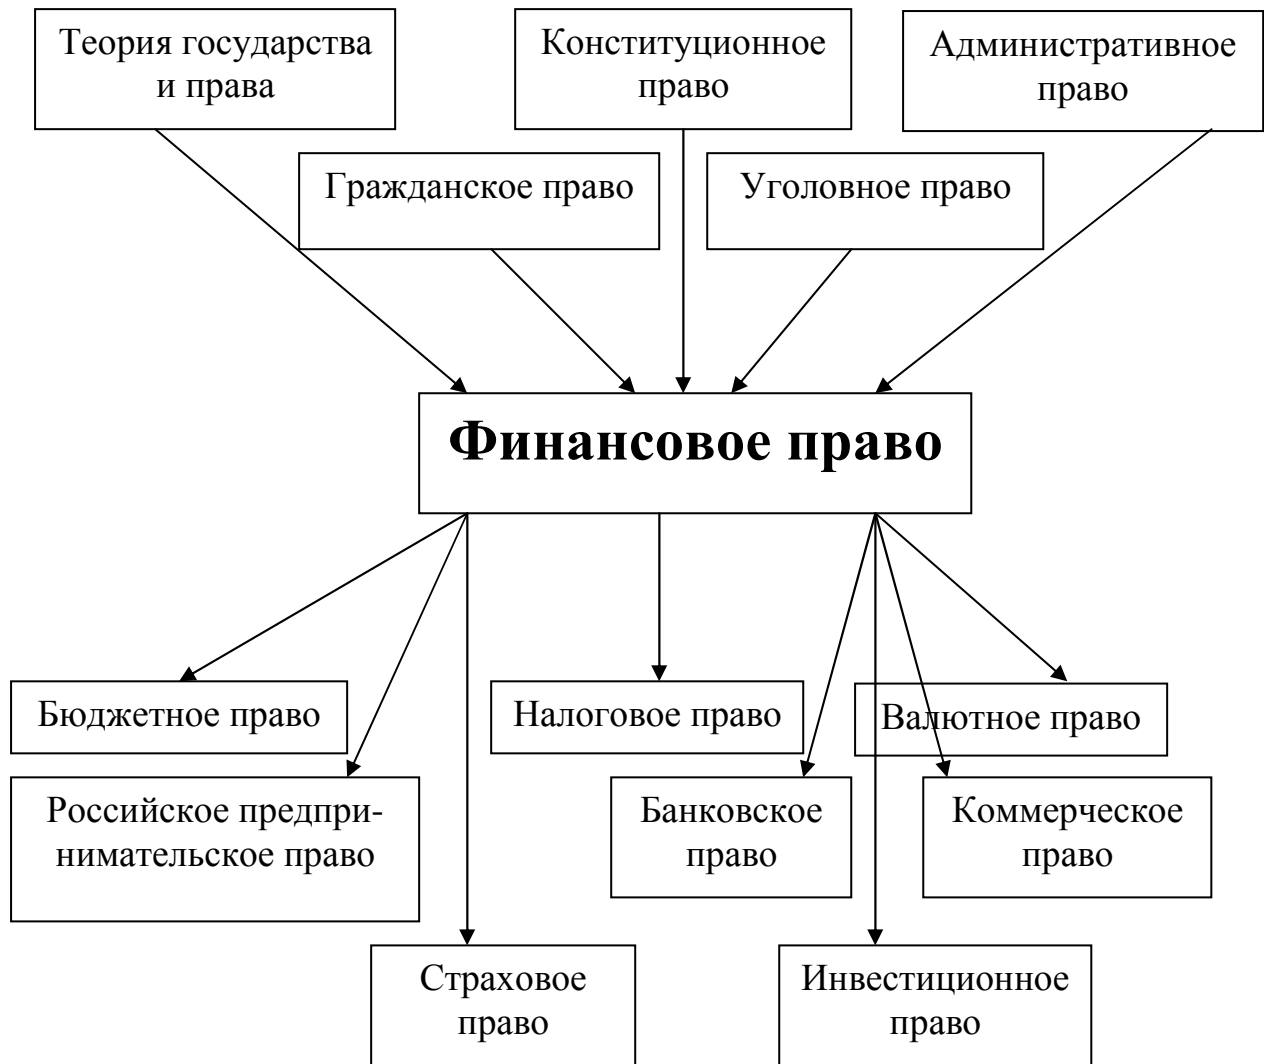 Теория государства
и права
Конституционное
право
Административное
право
Гражданское право
Уголовное право
Финансовое право
Бюджетное право
Налоговое право
Валютное право
Российское предпри-
нимательское право
Банковское
право
Коммерческое
право
Страховое
право
Инвестиционное
право